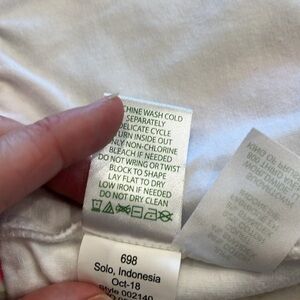 CHINE WASH COLD
SEPARATELY
DELICATE CYCLE
TURN INSIDE OUT
ONLY NON-CHLORINE
BLEACH IF NEEDED
DO NOT WRING OR TWIST
BLOCK TO SHAPE
LAY FLAT TO DRY
LOW IRON IF NEEDED
DO NOT DRY CLEAN
698
Solo, Indonesia
Oct-18
Style 002140